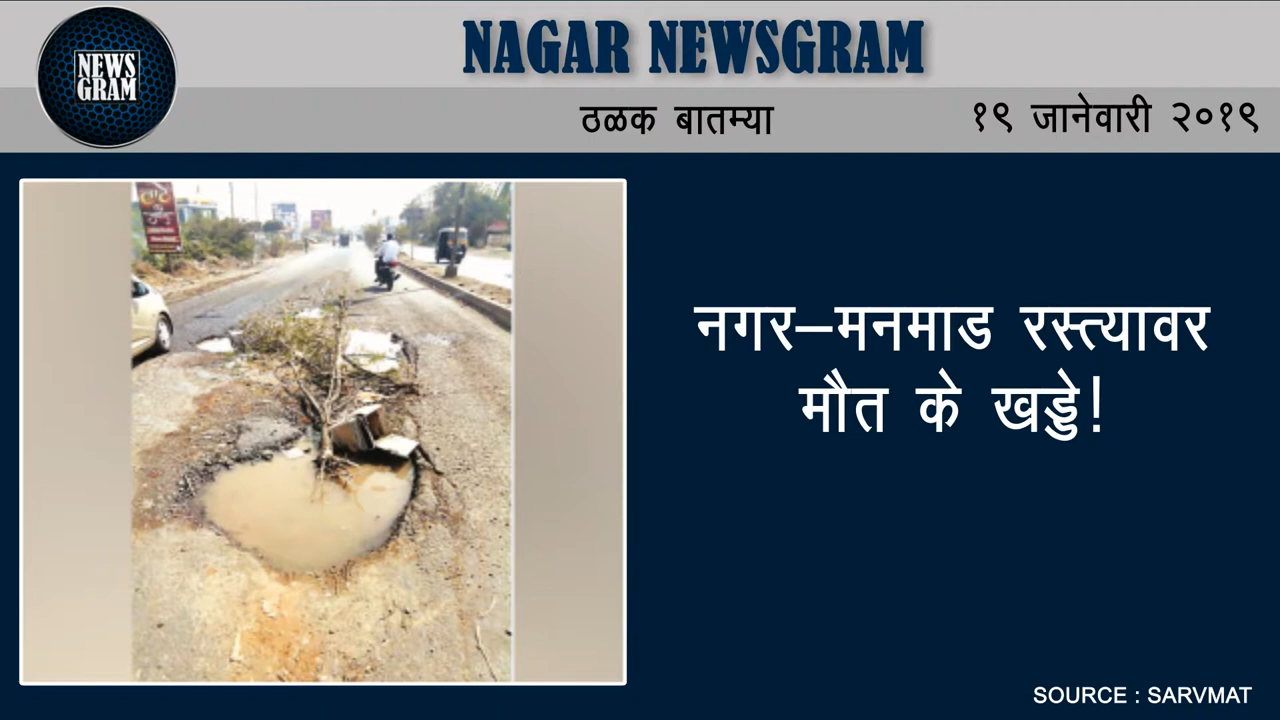 NEWS
GRAM
NAGAR NEWSGRAM
ठळक बातम्या
१९ जानेवारी २०१९
नगर–मनमाड रस्त्यावर
मौत के खड्डे!
SOURCE : SARVMAT